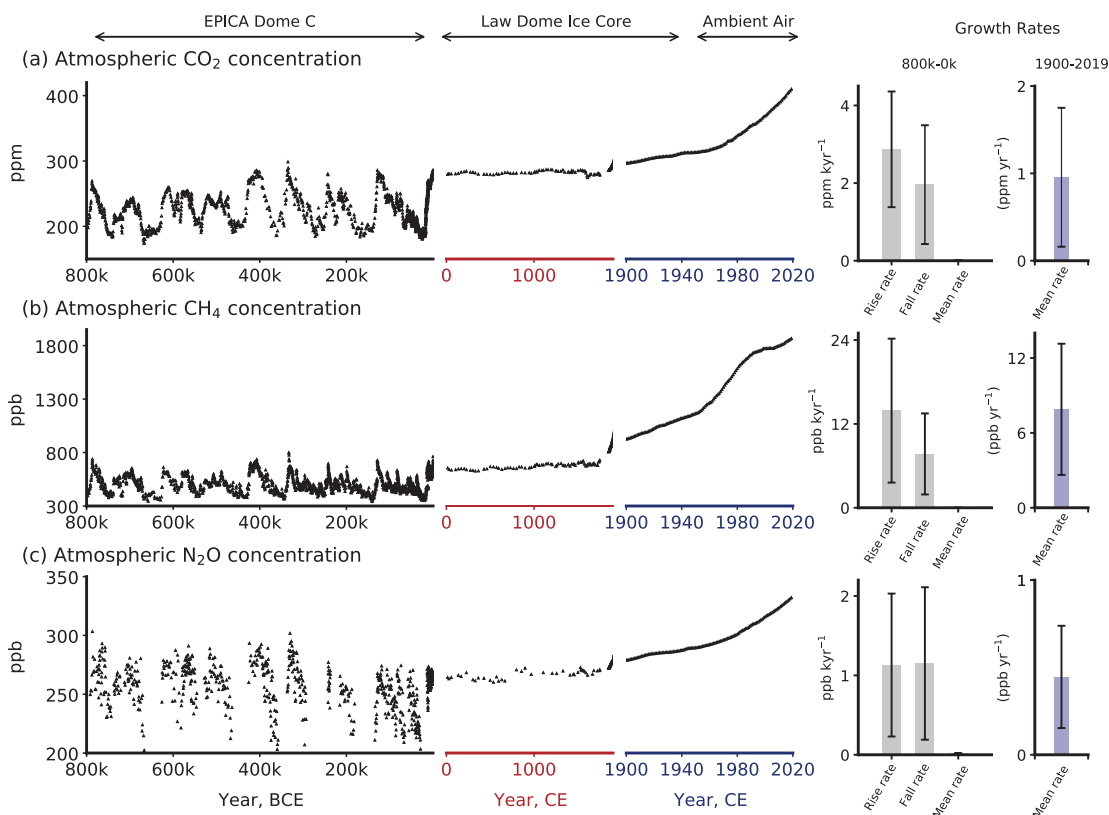 EPICA Dome C Law Dome Ice Core Ambient Air
Growth Rates
(a) Atmospheric CO₂ concentration
800k-0k 1900-2019
ppm
400
300
200
800k 600k 400k 200k
0 1000
1900 1940 1980 2020
ppm kyr⁻¹
4
2
0
Rise rate Fall rate Mean rate
(ppm yr⁻¹)
2
1
0
Mean rate
(b) Atmospheric CH₄ concentration
ppb
1800
1300
800
300
800k 600k 400k 200k
0 1000
1900 1940 1980 2020
ppb kyr⁻¹
24
12
0
Rise rate Fall rate Mean rate
(ppb yr⁻¹)
12
6
0
Mean rate
(c) Atmospheric N₂O concentration
ppb
350
300
250
200
800k 600k 400k 200k
0 1000
1900 1940 1980 2020
Year, BCE Year, CE Year, CE
ppb kyr⁻¹
2
1
0
Rise rate Fall rate Mean rate
(ppb yr⁻¹)
1
0
Mean rate